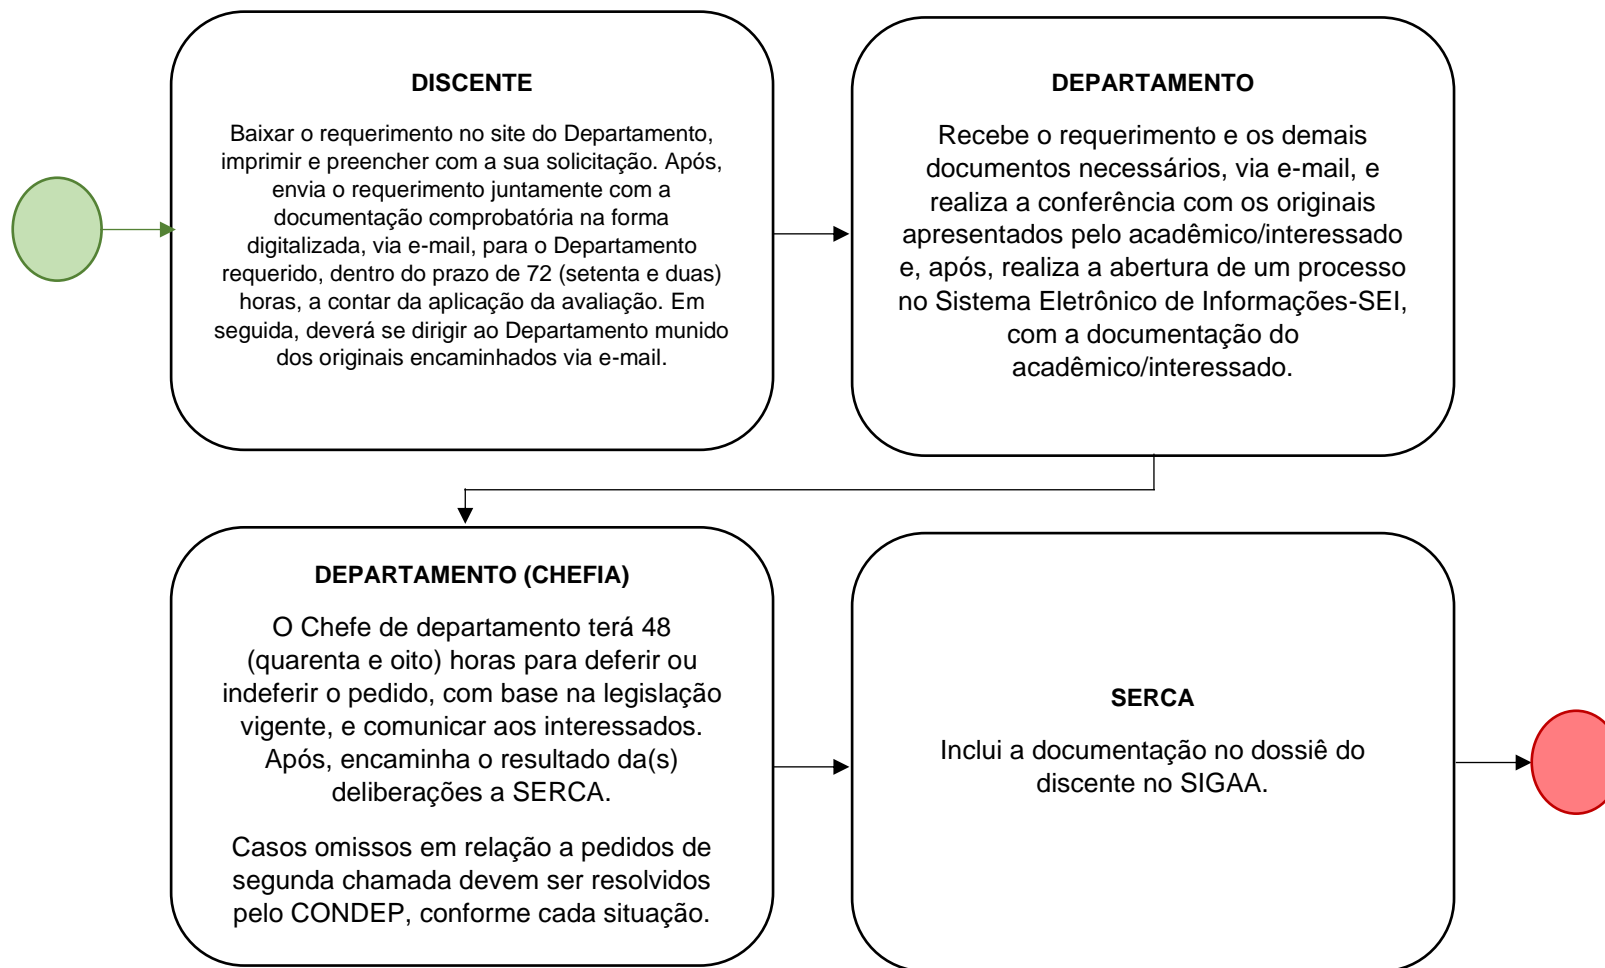 DISCENTE
Baixar o requerimento no site do Departamento,
imprimir e preencher com a sua solicitação. Após,
envia o requerimento juntamente com a
documentação comprobatória na forma
digitalizada, via e-mail, para o Departamento
requerido, dentro do prazo de 72 (setenta e duas)
horas, a contar da aplicação da avaliação. Em
seguida, deverá se dirigir ao Departamento munido
dos originais encaminhados via e-mail.
DEPARTAMENTO
Recebe o requerimento e os demais
documentos necessários, via e-mail, e
realiza a conferência com os originais
apresentados pelo acadêmico/interessado
e, após, realiza a abertura de um processo
no Sistema Eletrônico de Informações-SEI,
com a documentação do
acadêmico/interessado.
DEPARTAMENTO (CHEFIA)
O Chefe de departamento terá 48
(quarenta e oito) horas para deferir ou
indeferir o pedido, com base na legislação
vigente, e comunicar aos interessados.
Após, encaminha o resultado da(s)
deliberações a SERCA.
Casos omissos em relação a pedidos de
segunda chamada devem ser resolvidos
pelo CONDEP, conforme cada situação.
SERCA
Inclui a documentação no dossiê do
discente no SIGAA.